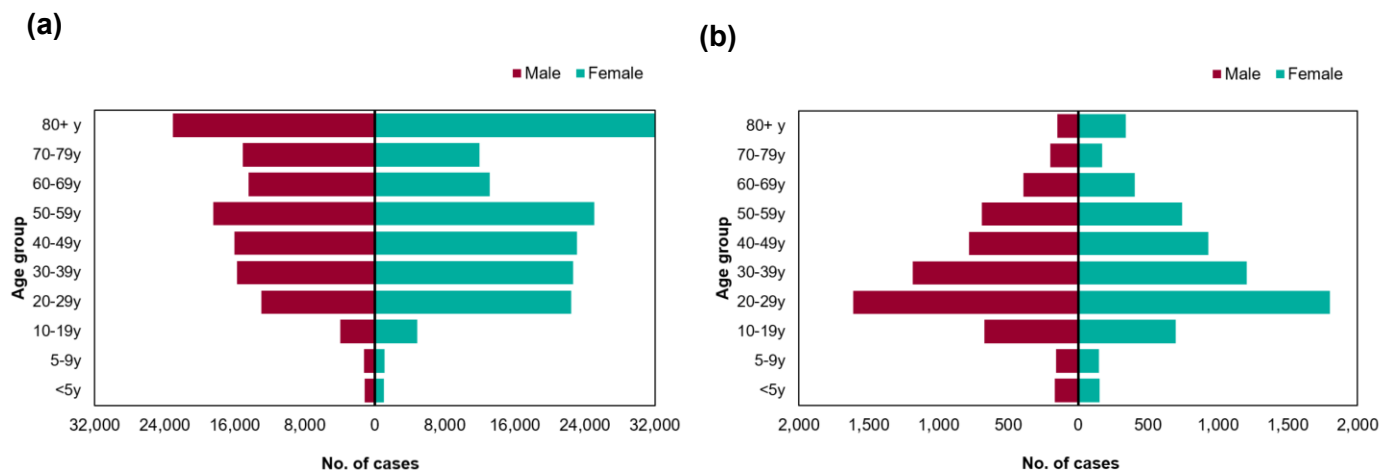 (a)
Male Female
Age group
80+ y
70-79y
60-69y
50-59y
40-49y
30-39y
20-29y
10-19y
5-9y
<5y
32,000 24,000 16,000 8,000 0 8,000 16,000 24,000 32,000
No. of cases
(b)
Male Female
Age group
80+ y
70-79y
60-69y
50-59y
40-49y
30-39y
20-29y
10-19y
5-9y
<5y
2,000 1,500 1,000 500 0 500 1,000 1,500 2,000
No. of cases